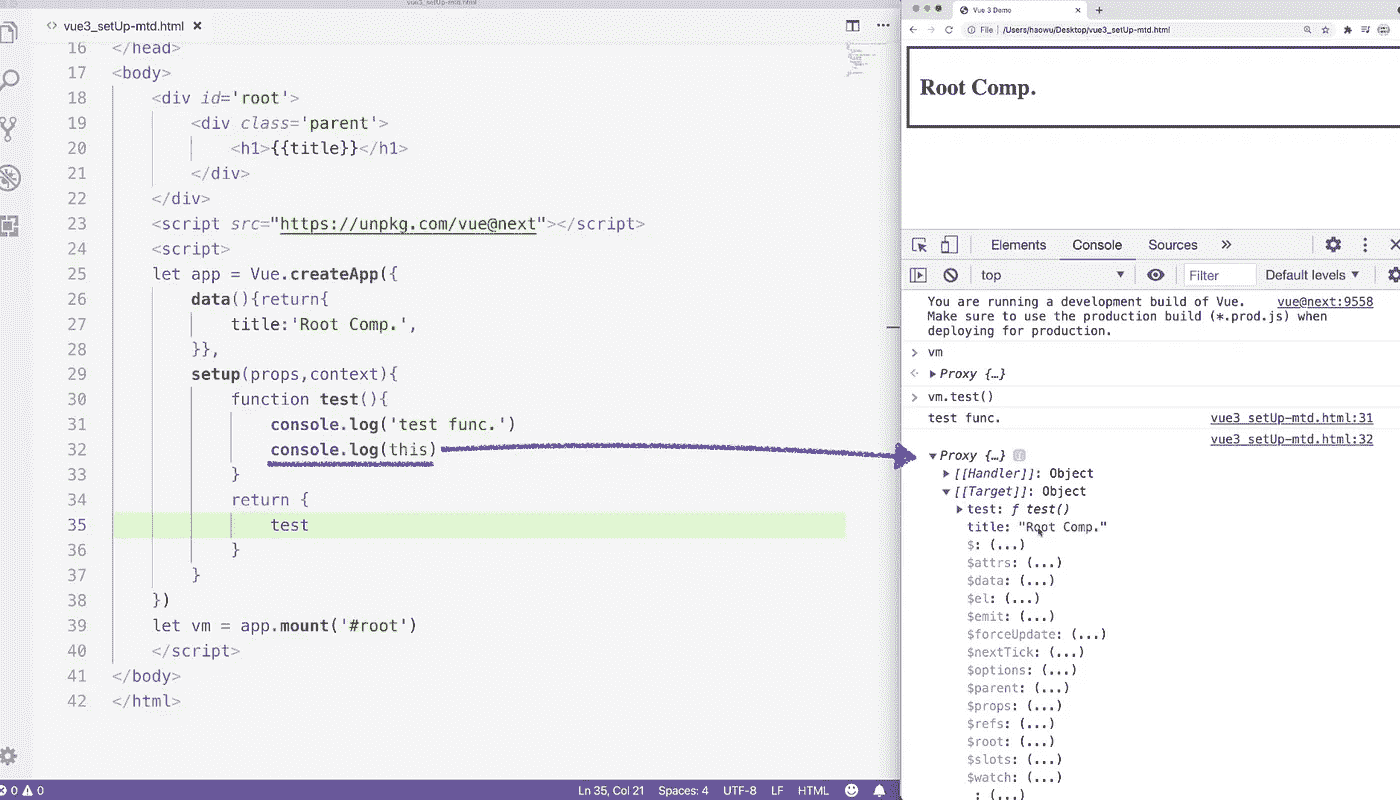 vue3_setUp-mtd.html
<> vue3_setUp-mtd.html ×
16 </head>
17 <body>
18 <div id='root'>
19 <div class='parent'>
20 <h1>{{title}}</h1>
21 </div>
22 </div>
23 <script src="https://unpkg.com/vue@next"></script>
24 <script>
25 let app = Vue.createApp({
26 data(){return{
27 title:'Root Comp.',
28 }},
29 setup(props,context){
30 function test(){
31 console.log('test func.')
32 console.log(this)
33 }
34 return {
35 test
36 }
37 }
38 })
39 let vm = app.mount('#root')
40 </script>
41 </body>
42 </html>
0 0 Ln 35, Col 21 Spaces: 4 UTF-8 LF HTML
Vue 3 Demo
File | /Users/haowu/Desktop/vue3_setUp-mtd.html
Root Comp.
Elements Console Sources »
top Filter Default levels ▼
You are running a development build of Vue. vue@next:9558
Make sure to use the production build (*.prod.js) when
deploying for production.
> vm
<· ▶ Proxy {…}
> vm.test()
test func. vue3_setUp-mtd.html:31
vue3_setUp-mtd.html:32
▼ Proxy {…}
▶ [[Handler]]: Object
▼ [[Target]]: Object
▶ test: ƒ test()
title: "Root Comp."
$: (...)
$attrs: (...)
$data: (...)
$el: (...)
$emit: (...)
$forceUpdate: (...)
$nextTick: (...)
$options: (...)
$parent: (...)
$props: (...)
$refs: (...)
$root: (...)
$slots: (...)
$watch: (...)
: (...)